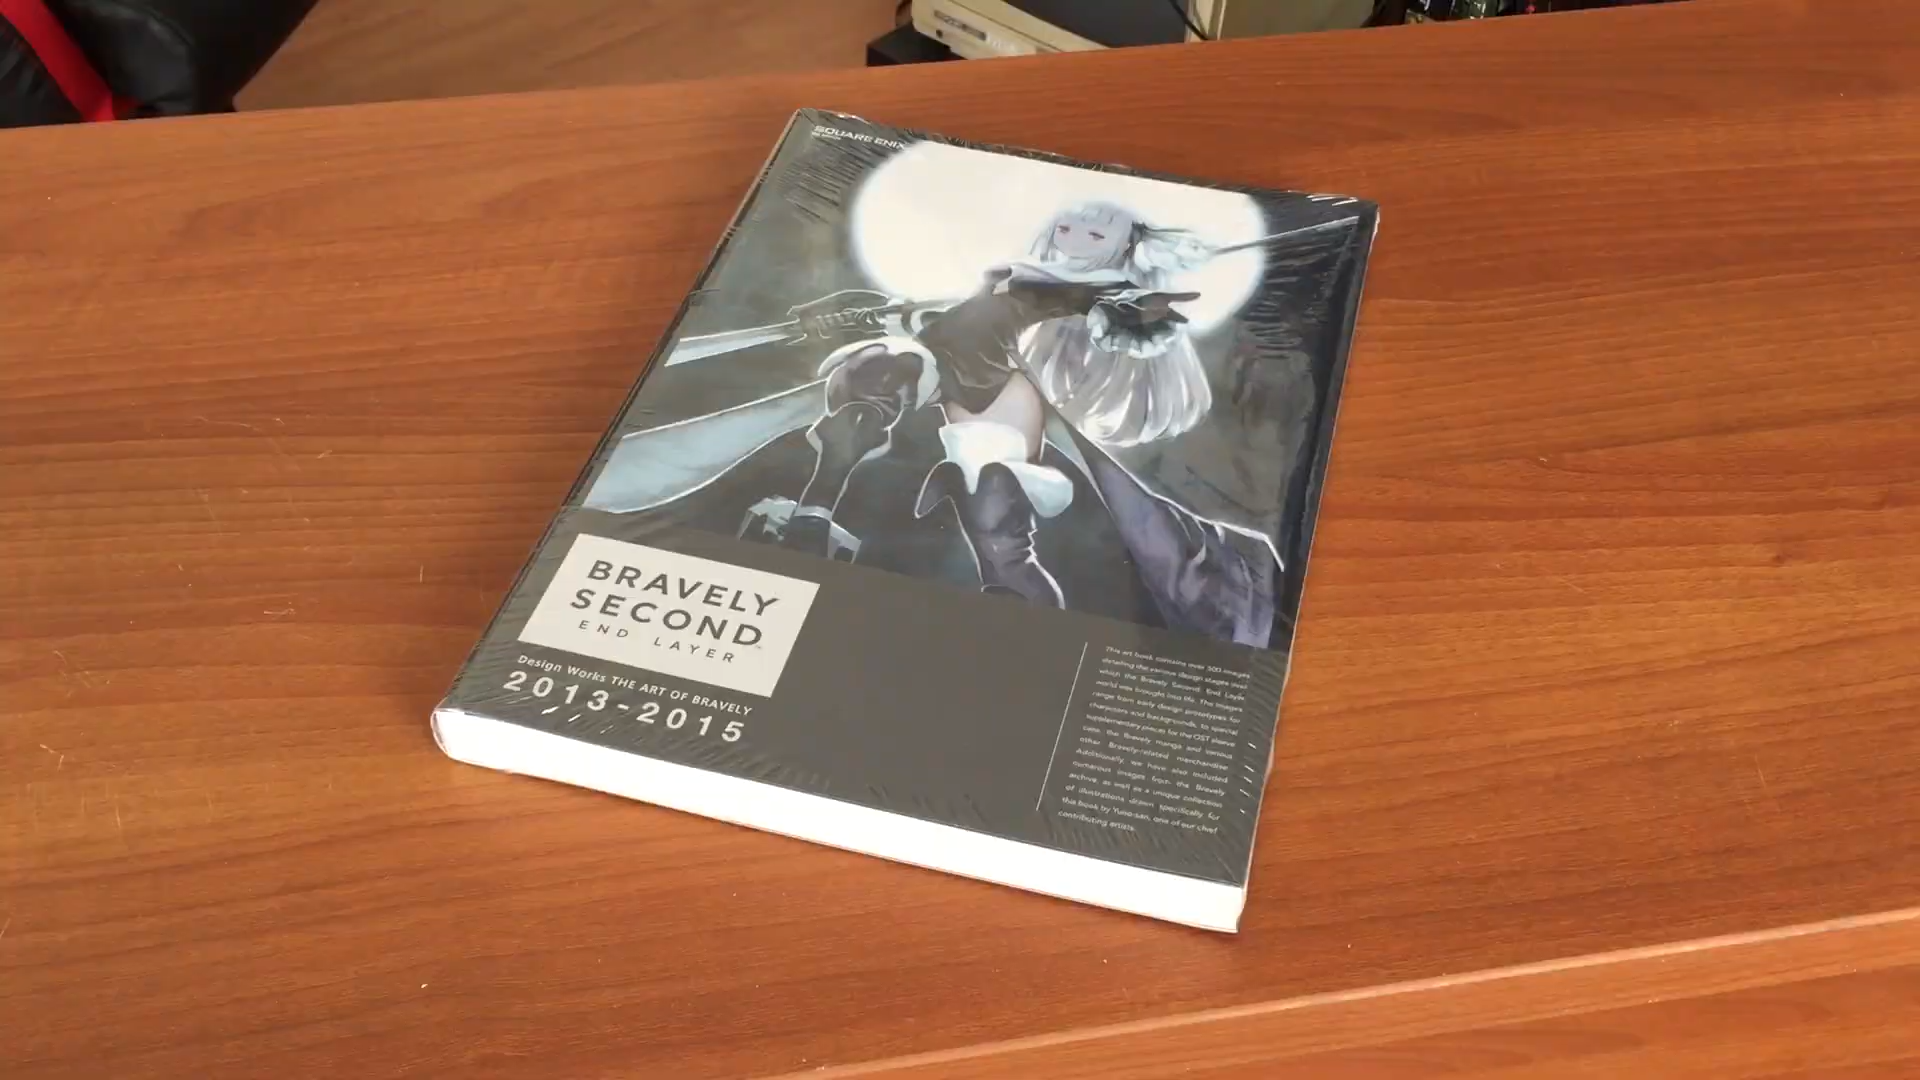 SQUARE ENIX
BRAVELY
SECOND
END LAYER
Design Works THE ART OF BRAVELY
2013-2015
This art book contains over 500 images
detailing the various design stages over
which the Bravely Second: End Layer
world was brought into life. The images
range from early design prototypes for
characters and backgrounds, to special
supplementary pieces for the OST sleeve
case, the Bravely manga and various
other Bravely-related merchandise.
Additionally, we have also included
numerous images from the Bravely
archive, as well as a unique collection
of illustrations drawn specifically for
this book by Yuno-san, one of our chief
contributing artists.